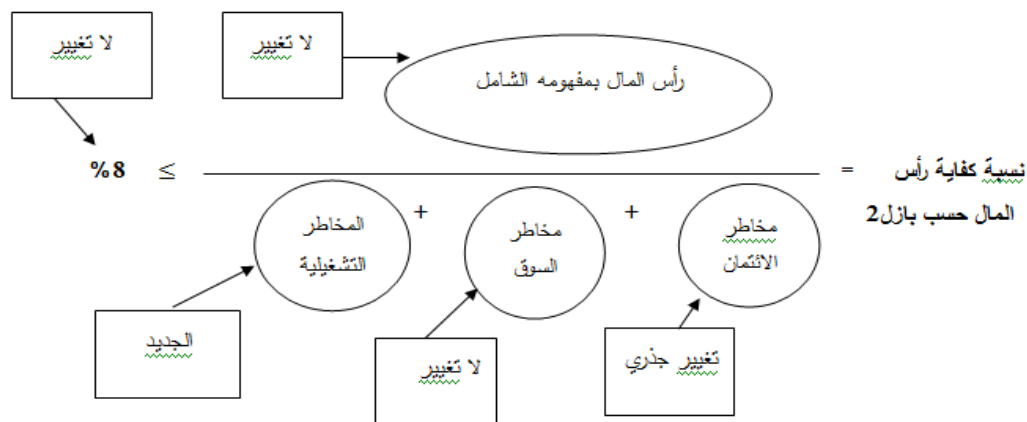 لا تغيير
لا تغيير
رأس المال بمفهومه الشامل
نسبة كفاية رأس
المال حسب بازل2
=
≥
%8
مخاطر
الائتمان
+
مخاطر
السوق
+
المخاطر
التشغيلية
تغيير جذري
لا تغيير
الجديد